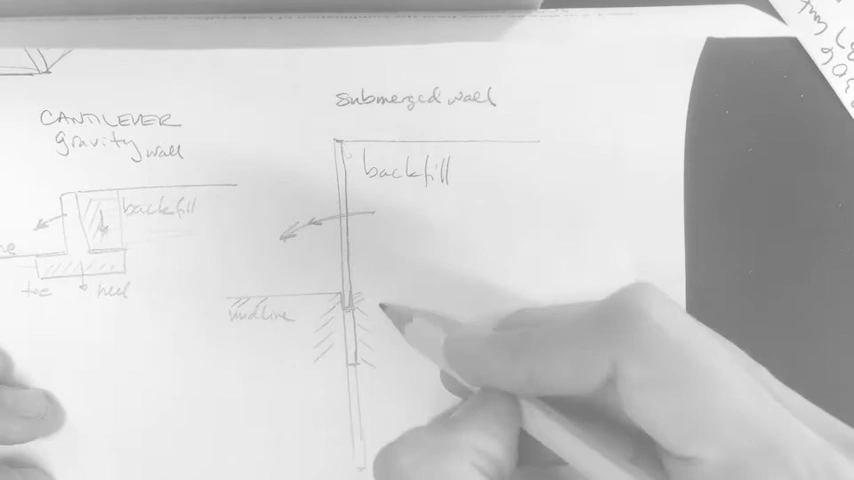 CANTILEVER
gravity wall
backfill
toe
heel
submerged wall
backfill
mudline